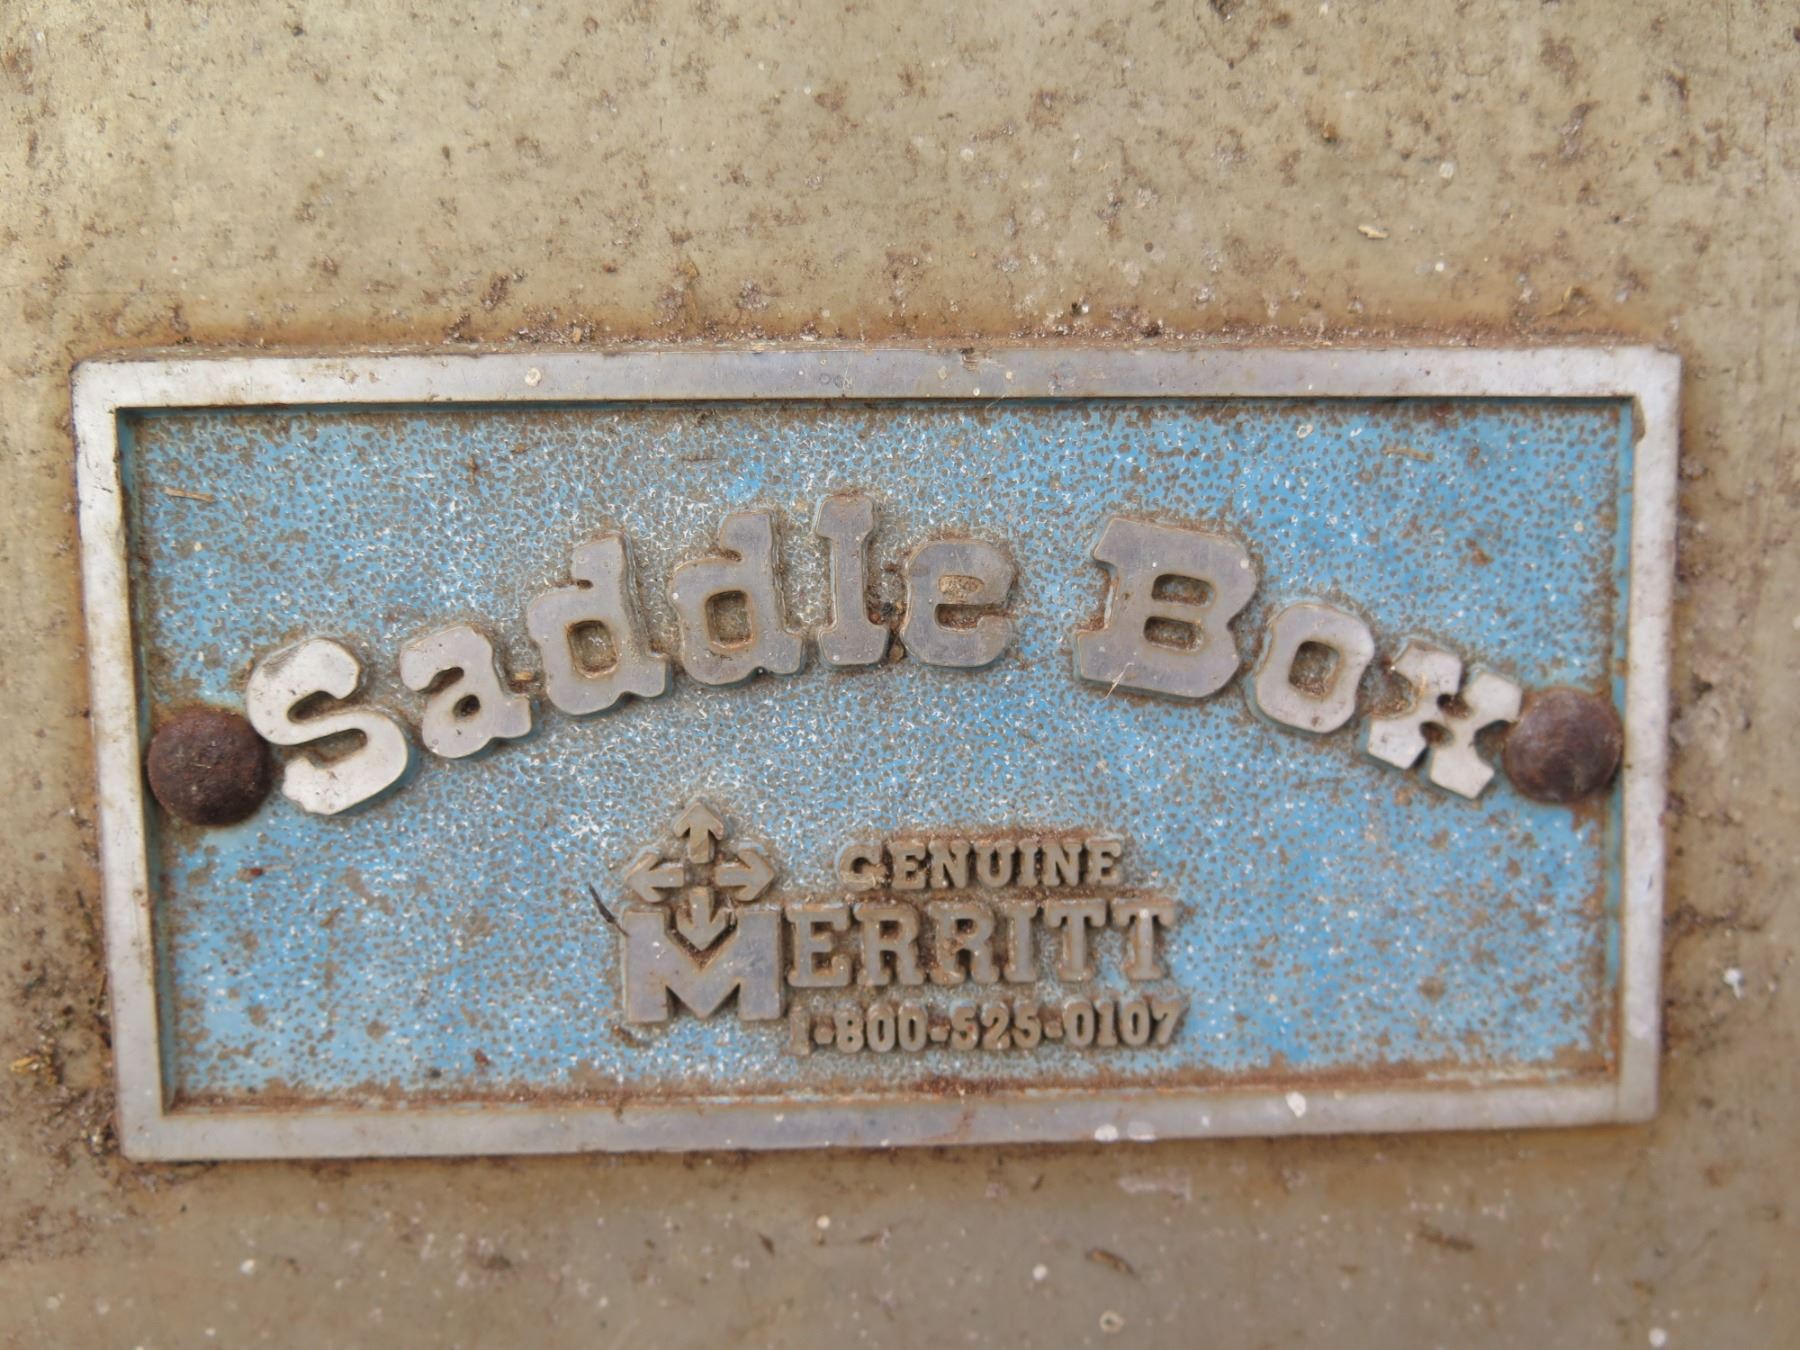 Saddle Box
GENUINE
MERRITT
1-800-525-0107